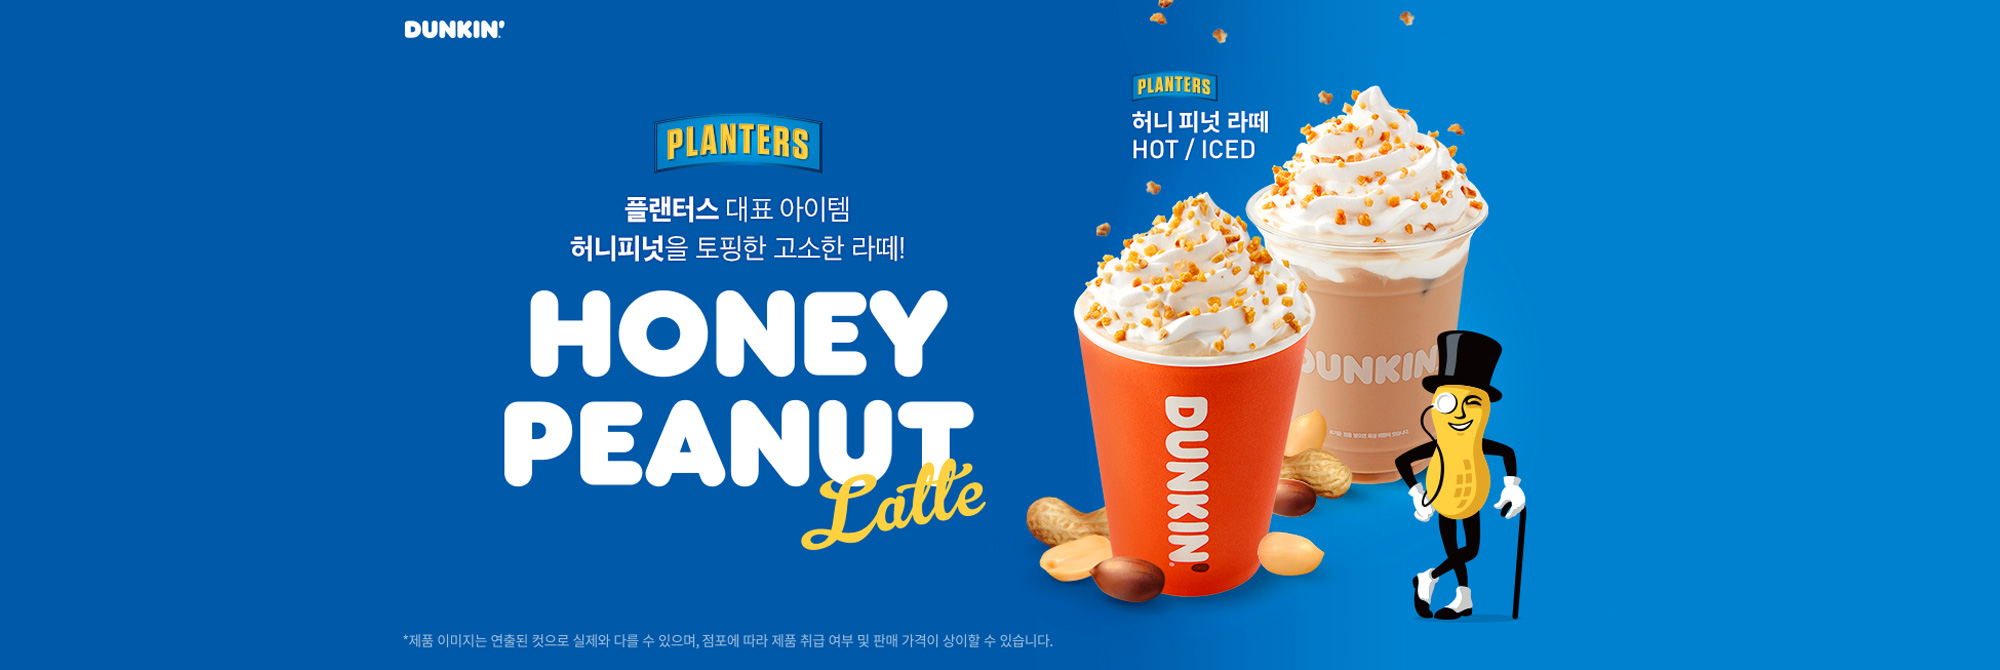 DUNKIN'
PLANTERS
플랜터스 대표 아이템
허니피넛을 토핑한 고소한 라떼!
HONEY
PEANUT
Latte
PLANTERS
허니 피넛 라떼
HOT / ICED
DUNKIN'
DUNKIN'
*제품 이미지는 연출된 컷으로 실제와 다를 수 있으며, 점포에 따라 제품 취급 여부 및 판매 가격이 상이할 수 있습니다.